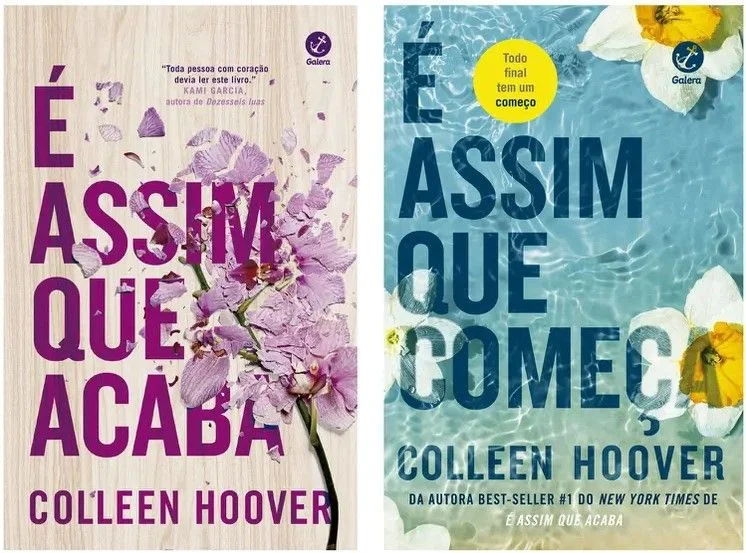 Galera
“Toda pessoa com coração
devia ler este livro.”
KAMI GARCIA,
autora de Dezesseis luas
É
ASSIM
QUE
ACABA
COLLEEN HOOVER
Galera
Todo
final
tem um
começo
É
ASSIM
QUE
COMEÇA
COLLEEN HOOVER
DA AUTORA BEST-SELLER #1 DO NEW YORK TIMES DE
É ASSIM QUE ACABA